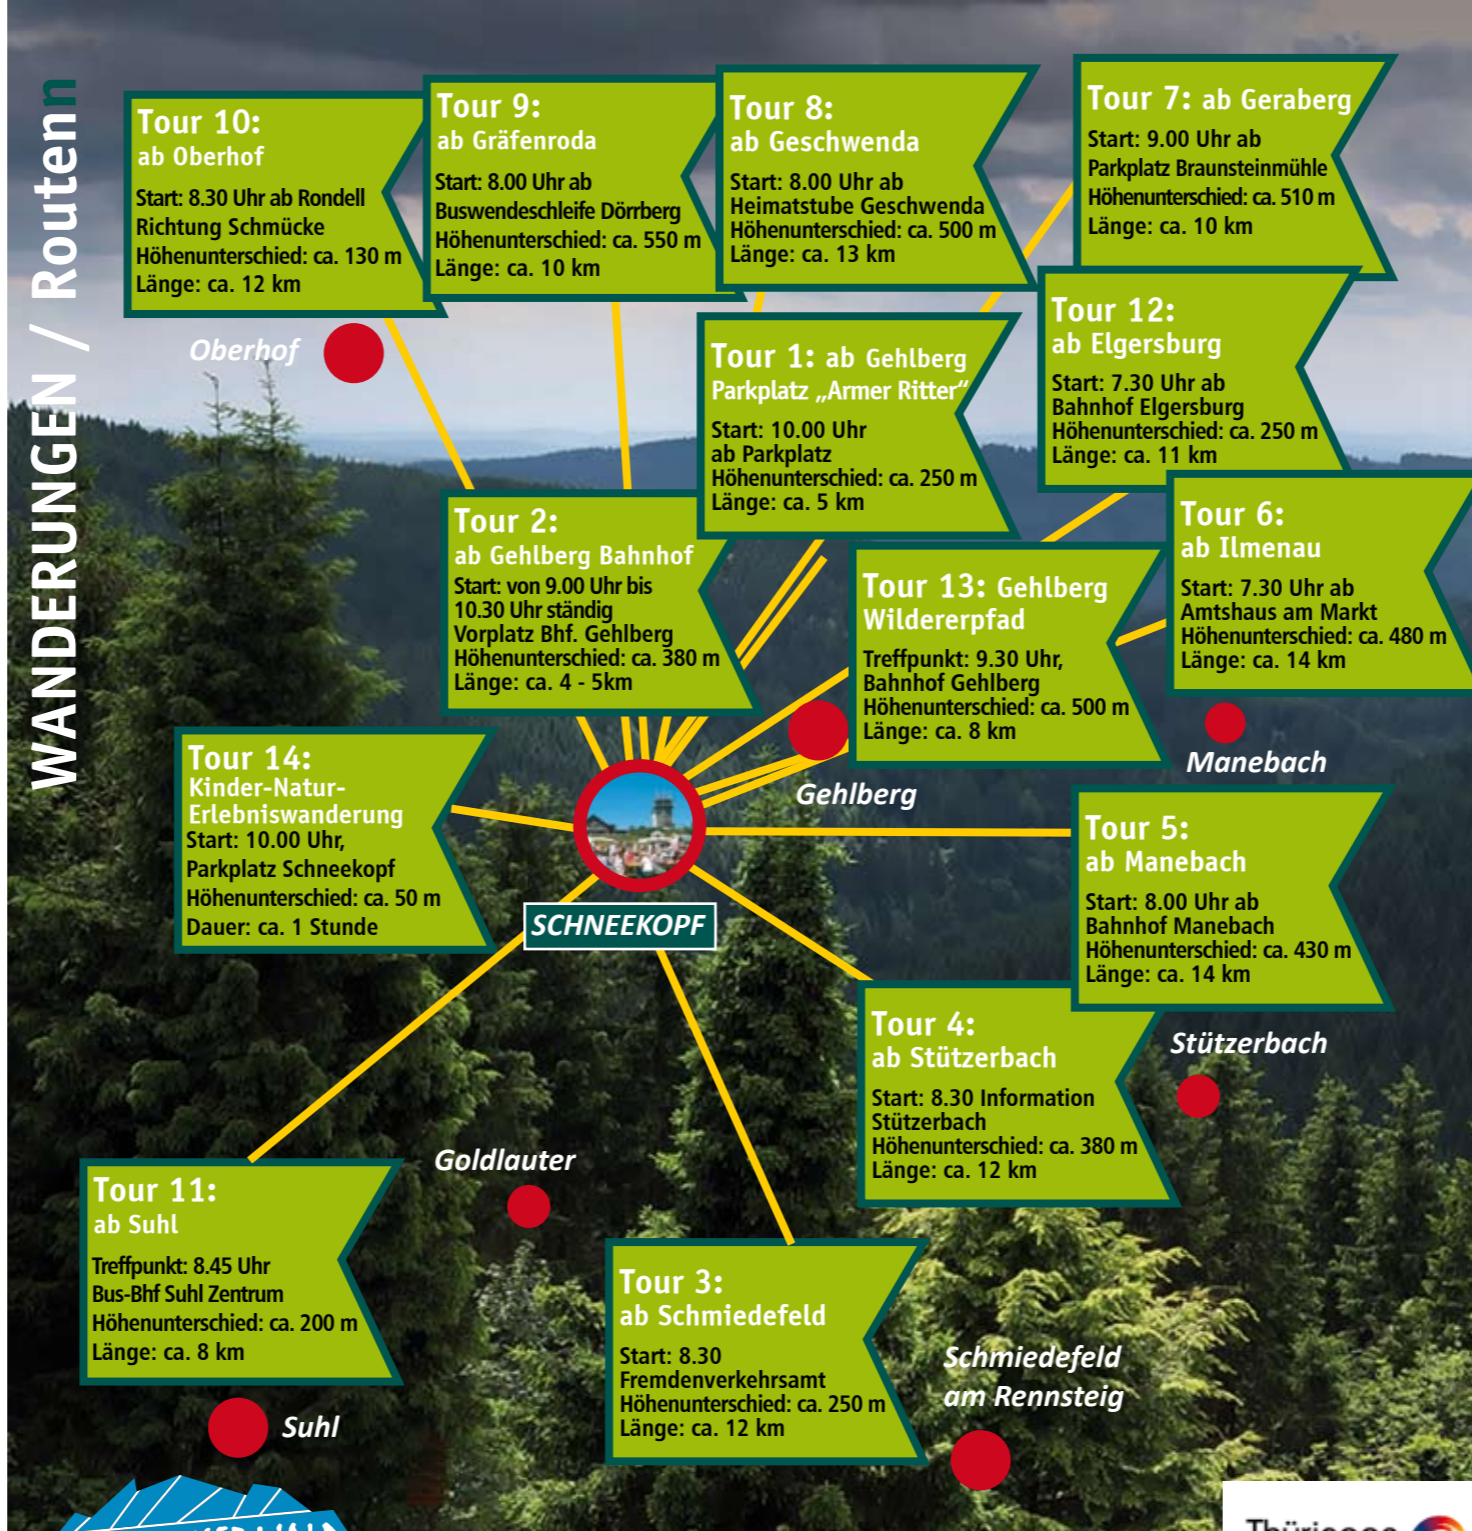 WANDERUNGEN / Routenn
Tour 10:
ab Oberhof
Start: 8.30 Uhr ab Rondell
Richtung Schmücke
Höhenunterschied: ca. 130 m
Länge: ca. 12 km
Tour 9:
ab Gräfenroda
Start: 8.00 Uhr ab
Buswendeschleife Dörrberg
Höhenunterschied: ca. 550 m
Länge: ca. 10 km
Tour 8:
ab Geschwenda
Start: 8.00 Uhr ab
Heimatstube Geschwenda
Höhenunterschied: ca. 500 m
Länge: ca. 13 km
Tour 7: ab Geraberg
Start: 9.00 Uhr ab
Parkplatz Braunsteinmühle
Höhenunterschied: ca. 510 m
Länge: ca. 10 km
Oberhof
Tour 1: ab Gehlberg
Parkplatz „Armer Ritter“
Start: 10.00 Uhr
ab Parkplatz
Höhenunterschied: ca. 250 m
Länge: ca. 5 km
Tour 12:
ab Elgersburg
Start: 7.30 Uhr ab
Bahnhof Elgersburg
Höhenunterschied: ca. 250 m
Länge: ca. 11 km
Tour 2:
ab Gehlberg Bahnhof
Start: von 9.00 Uhr bis
10.30 Uhr ständig
Vorplatz Bhf. Gehlberg
Höhenunterschied: ca. 380 m
Länge: ca. 4 - 5km
Tour 13: Gehlberg
Wildererpfad
Treffpunkt: 9.30 Uhr,
Bahnhof Gehlberg
Höhenunterschied: ca. 500 m
Länge: ca. 8 km
Tour 6:
ab Ilmenau
Start: 7.30 Uhr ab
Amtshaus am Markt
Höhenunterschied: ca. 480 m
Länge: ca. 14 km
Manebach
Gehlberg
Tour 14:
Kinder-Natur-
Erlebniswanderung
Start: 10.00 Uhr,
Parkplatz Schneekopf
Höhenunterschied: ca. 50 m
Dauer: ca. 1 Stunde
SCHNEEKOPF
Tour 5:
ab Manebach
Start: 8.00 Uhr ab
Bahnhof Manebach
Höhenunterschied: ca. 430 m
Länge: ca. 14 km
Tour 4:
ab Stützerbach
Start: 8.30 Information
Stützerbach
Höhenunterschied: ca. 380 m
Länge: ca. 12 km
Stützerbach
Goldlauter
Tour 11:
ab Suhl
Treffpunkt: 8.45 Uhr
Bus-Bhf Suhl Zentrum
Höhenunterschied: ca. 200 m
Länge: ca. 8 km
Tour 3:
ab Schmiedefeld
Start: 8.30
Fremdenverkehrsamt
Höhenunterschied: ca. 250 m
Länge: ca. 12 km
Schmiedefeld
am Rennsteig
Suhl